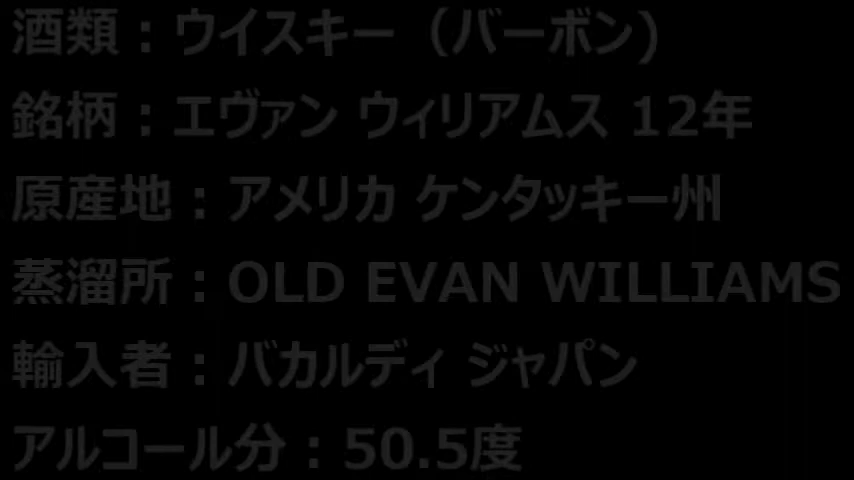 酒類：ウイスキー（バーボン)
銘柄：エヴァン ウィリアムス 12年
原産地：アメリカ ケンタッキー州
蒸溜所：OLD EVAN WILLIAMS
輸入者：バカルディ ジャパン
アルコール分：50.5度